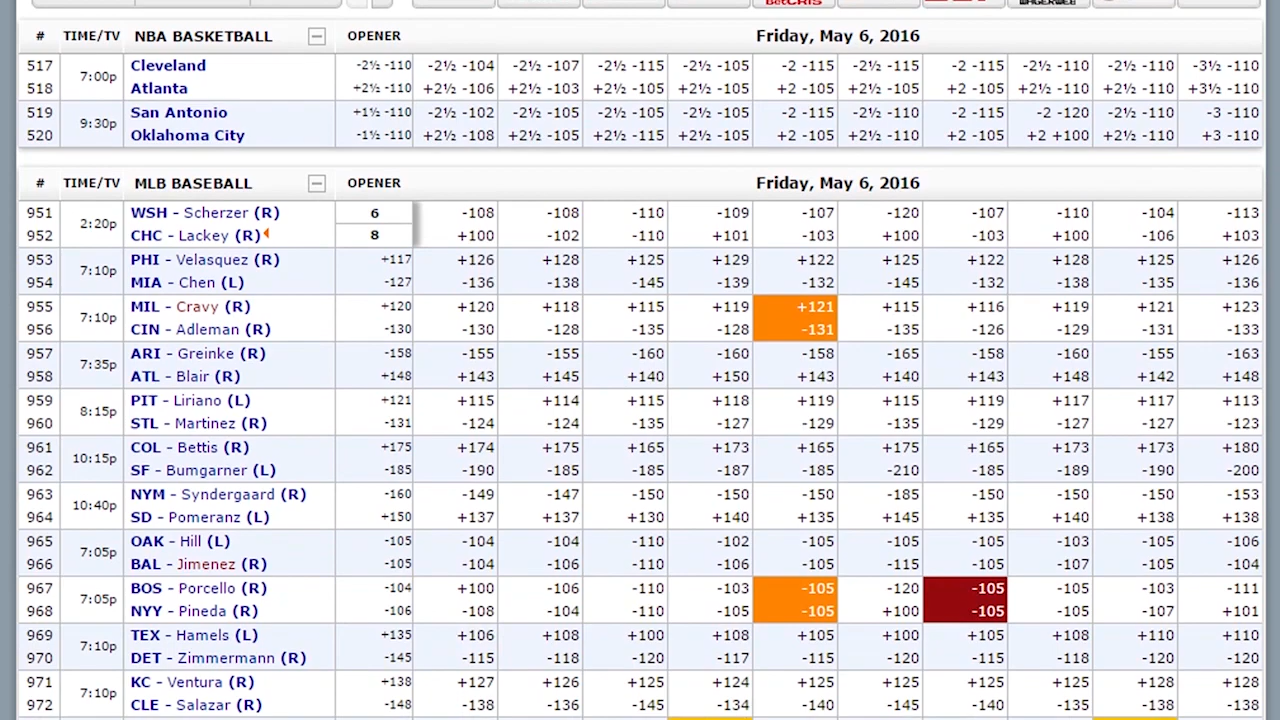 BetCRIS
# TIME/TV NBA BASKETBALL OPENER Friday, May 6, 2016
517 7:00p Cleveland -2½ -110 -2½ -104 -2½ -107 -2½ -115 -2½ -105 -2 -115 -2½ -115 -2 -115 -2½ -110 -2½ -110 -3½ -110
518 Atlanta +2½ -110 +2½ -106 +2½ -103 +2½ -115 +2½ -105 +2 -105 +2½ -105 +2 -105 +2½ -110 +2½ -110 +3½ -110
519 9:30p San Antonio +1½ -110 -2½ -102 -2½ -105 -2½ -115 -2½ -105 -2 -115 -2½ -110 -2 -115 -2 -120 -2½ -110 -3 -110
520 Oklahoma City -1½ -110 +2½ -108 +2½ -105 +2½ -115 +2½ -105 +2 -105 +2½ -110 +2 -105 +2 +100 +2½ -110 +3 -110
# TIME/TV MLB BASEBALL OPENER Friday, May 6, 2016
951 2:20p WSH - Scherzer (R) 6 -108 -108 -110 -109 -107 -120 -107 -110 -104 -113
952 CHC - Lackey (R) 8 +100 -102 -110 +101 -103 +100 -103 +100 -106 +103
953 7:10p PHI - Velasquez (R) +117 +126 +128 +125 +129 +122 +125 +122 +128 +125 +126
954 MIA - Chen (L) -127 -136 -138 -145 -139 -132 -145 -132 -138 -135 -136
955 7:10p MIL - Cravy (R) +120 +120 +118 +115 +119 +121 +115 +116 +119 +121 +123
956 CIN - Adleman (R) -130 -130 -128 -135 -128 -131 -135 -126 -129 -131 -133
957 7:35p ARI - Greinke (R) -158 -155 -155 -160 -160 -158 -165 -158 -160 -155 -163
958 ATL - Blair (R) +148 +143 +145 +140 +150 +143 +140 +143 +148 +142 +148
959 8:15p PIT - Liriano (L) +121 +115 +114 +115 +118 +119 +115 +119 +117 +117 +113
960 STL - Martinez (R) -131 -124 -124 -135 -127 -129 -135 -129 -127 -127 -123
961 10:15p COL - Bettis (R) +175 +174 +175 +165 +173 +165 +175 +165 +173 +173 +180
962 SF - Bumgarner (L) -185 -190 -185 -185 -187 -185 -210 -185 -189 -190 -200
963 10:40p NYM - Syndergaard (R) -160 -149 -147 -150 -150 -150 -185 -150 -150 -150 -153
964 SD - Pomeranz (L) +150 +137 +137 +130 +140 +135 +145 +135 +140 +138 +138
965 7:05p OAK - Hill (L) -105 -104 -104 -110 -102 -105 -105 -105 -103 -105 -106
966 BAL - Jimenez (R) -105 -104 -106 -110 -106 -105 -115 -105 -107 -105 -104
967 7:05p BOS - Porcello (R) -104 +100 -106 -110 -103 -105 -120 -105 -105 -103 -111
968 NYY - Pineda (R) -106 -108 -104 -110 -105 -105 +100 -105 -105 -107 +101
969 7:10p TEX - Hamels (L) +135 +106 +108 +100 +108 +105 +100 +105 +108 +110 +110
970 DET - Zimmermann (R) -145 -115 -118 -120 -117 -115 -120 -115 -118 -120 -120
971 7:10p KC - Ventura (R) +138 +127 +126 +125 +124 +125 +125 +125 +125 +128 +128
972 CLE - Salazar (R) -148 -138 -136 -145 -134 -140 -145 -140 -135 -138 -138